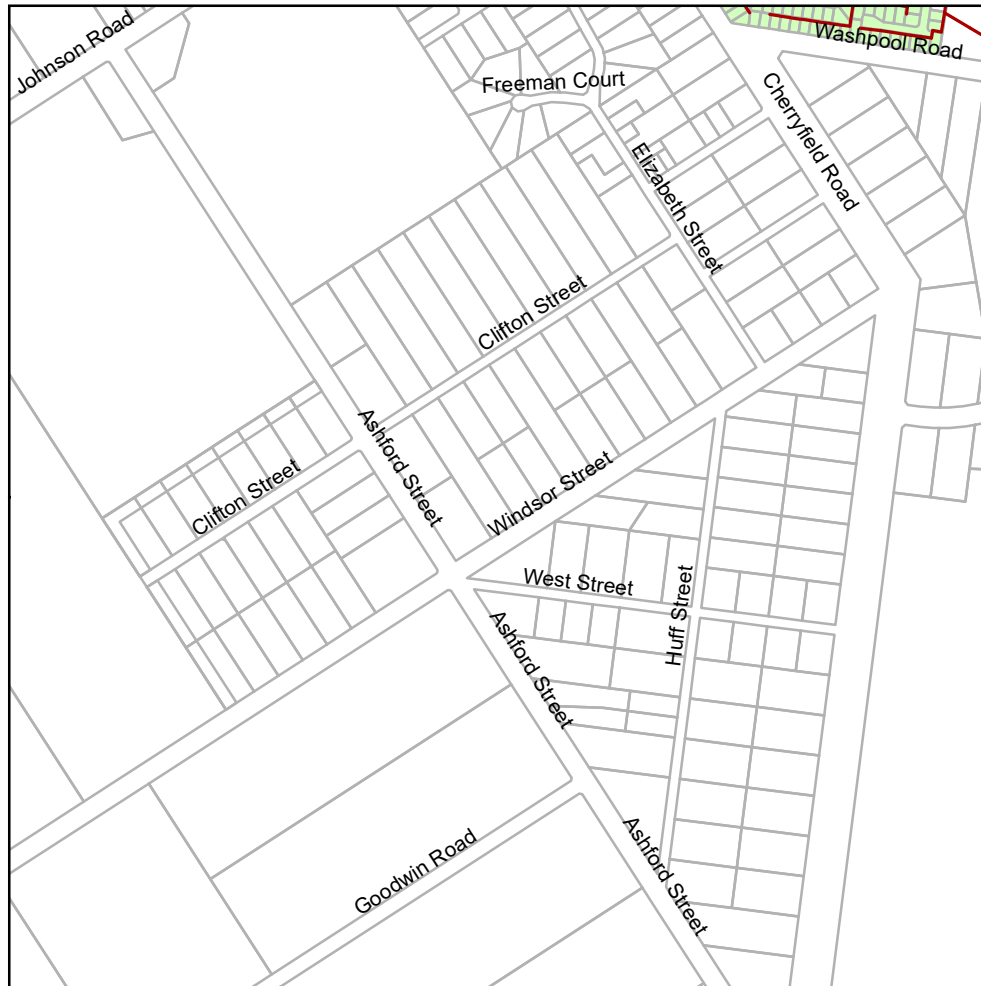 Johnson Road
Washpool Road
Freeman Court
Cherryfield Road
Elizabeth Street
Clifton Street
Ashford Street
Clifton Street
Windsor Street
West Street
Huff Street
Ashford Street
Ashford Street
Goodwin Road